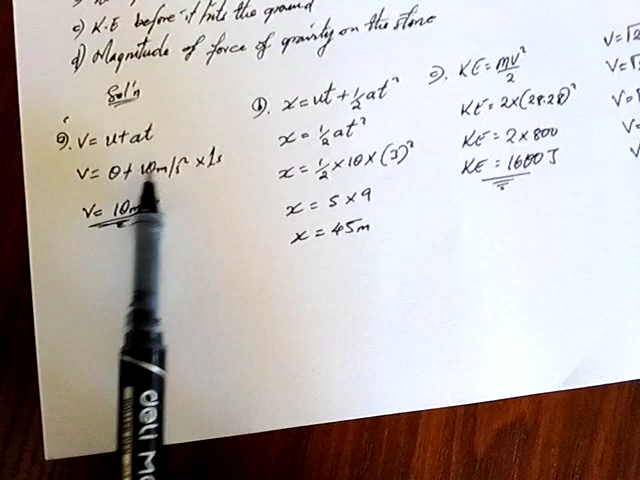 c) K.E before it hits the ground
d) Magnitude of force of gravity on the stone
Sol'n
a). V = u + at
V = 0 + 10m/s² × 1s
V = 10m
(b). x = ut + ½at²
x = ½at²
x = ½ × 10 × (3)²
x = 5 × 9
x = 45m
c). KE = mv²/2
KE = 2 × (28.28)²
KE = 2 × 800
KE = 1600J
V = √2
V = √
V = √
V
deli